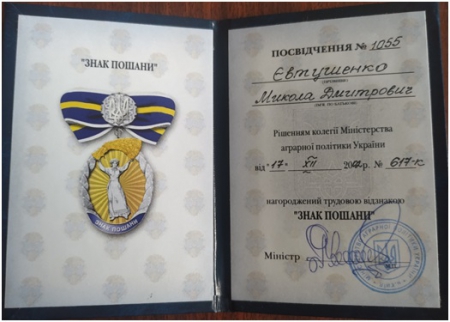 "ЗНАК ПОШАНИ"
ЗНАК ПОШАНИ
ПОСВІДЧЕННЯ № 1055
Євтушенко
Микола Дмитрович
Рішенням колегії Міністерства
аграрної політики України
від "17" XII р. № 617-к
нагороджений трудовою відзнакою
"ЗНАК ПОШАНИ"
Міністр